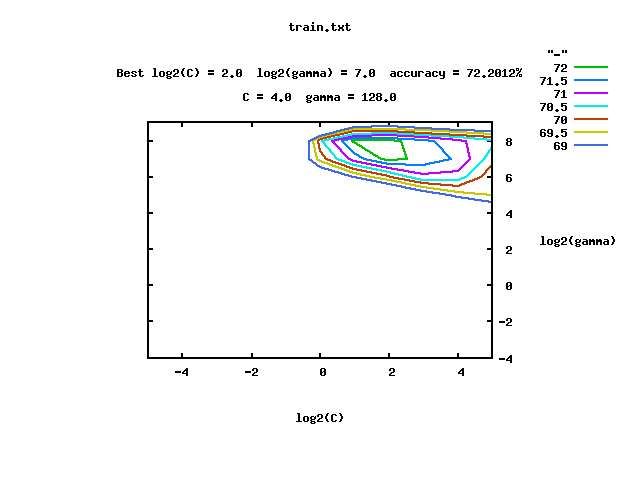 train.txt
"-"
Best log2(C) = 2.0  log2(gamma) = 7.0  accuracy = 72.2012%
C = 4.0  gamma = 128.0
72
71.5
71
70.5
70
69.5
69
8
6
4
2
0
-2
-4
log2(gamma)
-4 -2 0 2 4
log2(C)